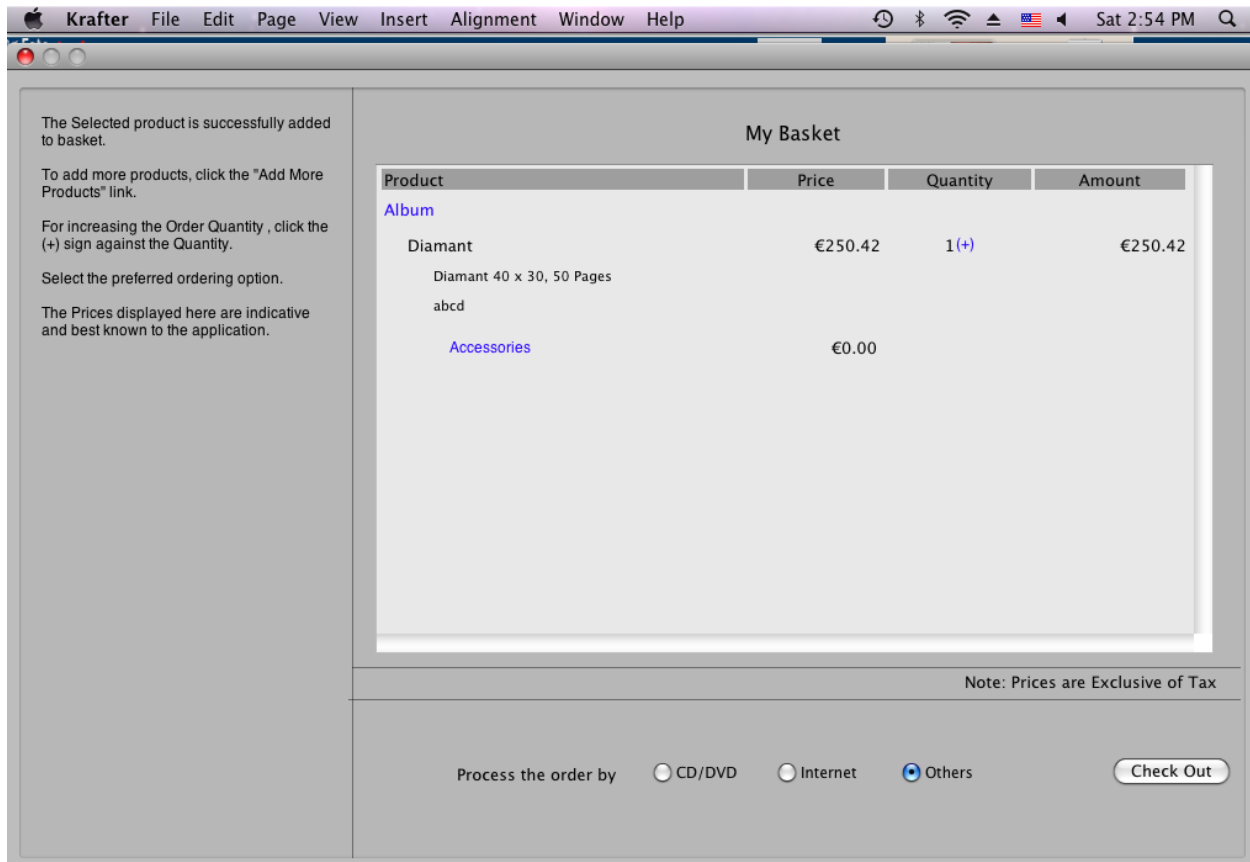 Krafter File Edit Page View Insert Alignment Window Help Sat 2:54 PM
The Selected product is successfully added
to basket.
To add more products, click the "Add More
Products" link.
For increasing the Order Quantity , click the
(+) sign against the Quantity.
Select the preferred ordering option.
The Prices displayed here are indicative
and best known to the application.
My Basket
Product Price Quantity Amount
Album
Diamant €250.42 1(+) €250.42
Diamant 40 x 30, 50 Pages
abcd
Accessories €0.00
Note: Prices are Exclusive of Tax
Process the order by CD/DVD Internet Others Check Out